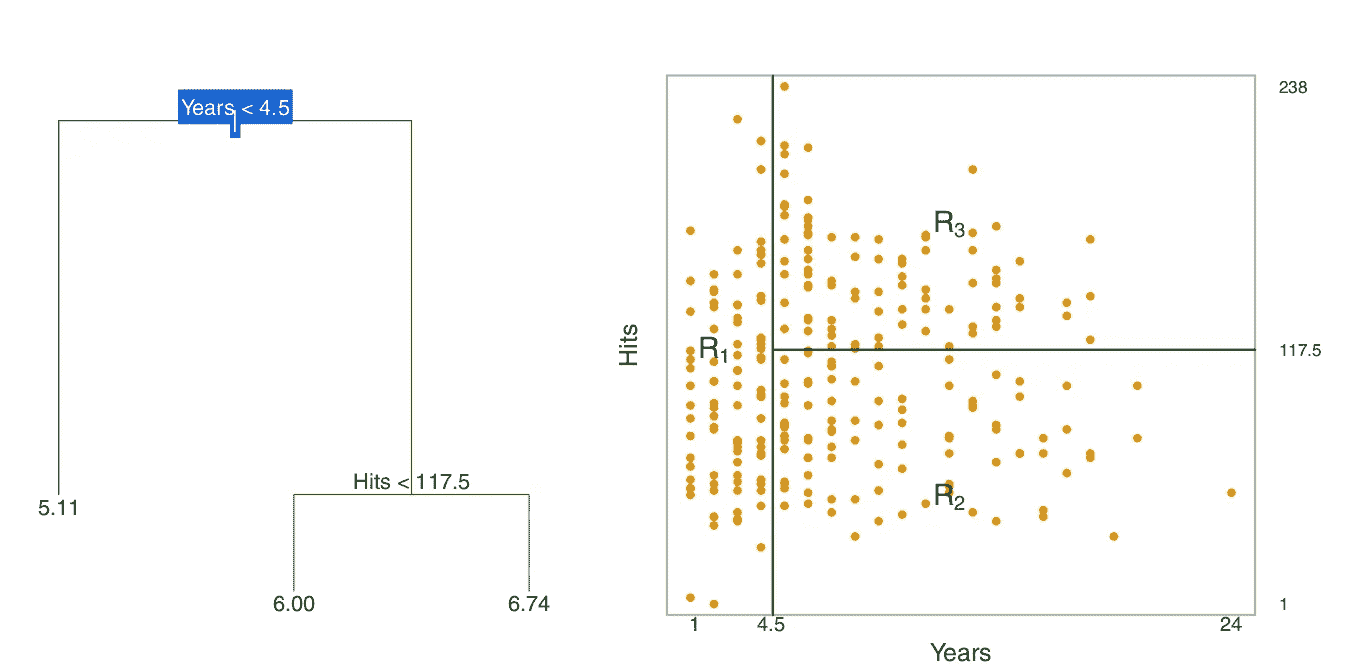 Years < 4.5
5.11
Hits < 117.5
6.00
6.74
238
R3
Hits
R1
117.5
R2
1
1
4.5
24
Years